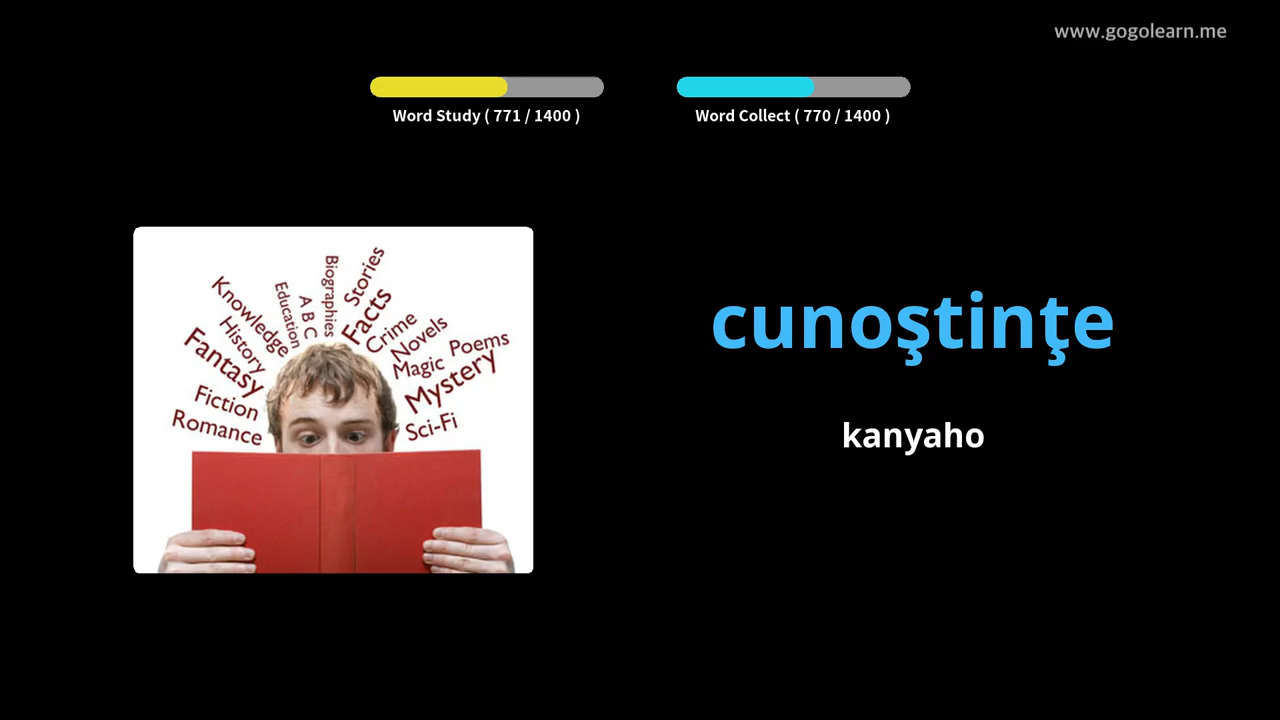 www.gogolearn.me
Word Study ( 771 / 1400 )
Word Collect ( 770 / 1400 )
Knowledge
Education
A B C
Biographies
Stories
Facts
Crime
Novels
Poems
History
Magic
Fantasy
Mystery
Fiction
Sci-Fi
Romance
cunoştinţe
kanyaho